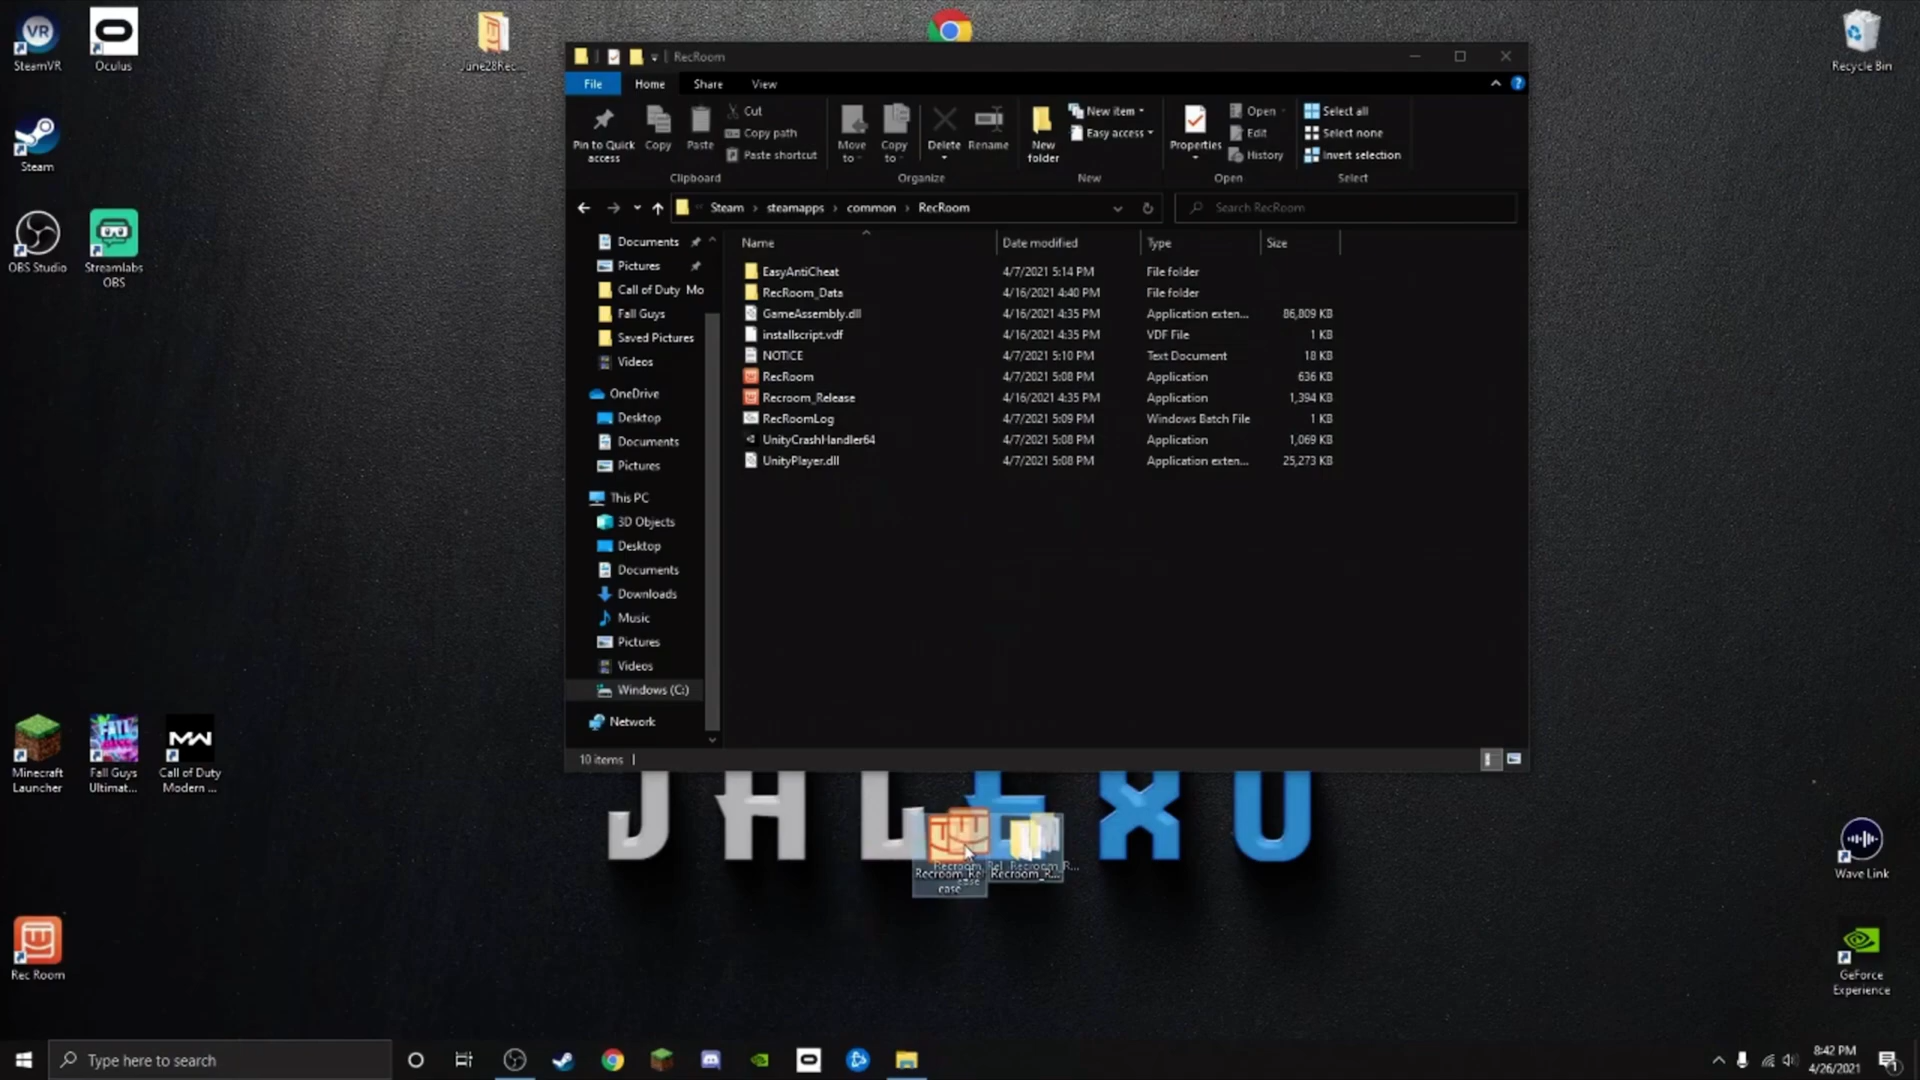 SteamVR
Oculus
June28Rec...
Recycle Bin
Steam
OBS Studio
Streamlabs
OBS
RecRoom
File
Home
Share
View
Pin to Quick
access
Copy
Paste
Cut
Copy path
Paste shortcut
Clipboard
Move
to
Copy
to
Delete
Rename
Organize
New
folder
New item
Easy access
New
Properties
Open
Edit
History
Open
Select all
Select none
Invert selection
Select
Steam › steamapps › common › RecRoom
Search RecRoom
Documents
Pictures
Call of Duty Mo
Fall Guys
Saved Pictures
Videos
OneDrive
Desktop
Documents
Pictures
This PC
3D Objects
Desktop
Documents
Downloads
Music
Pictures
Videos
Windows (C:)
Network
Name Date modified Type Size
EasyAntiCheat 4/7/2021 5:14 PM File folder
RecRoom_Data 4/16/2021 4:40 PM File folder
GameAssembly.dll 4/16/2021 4:35 PM Application exten... 86,809 KB
installscript.vdf 4/16/2021 4:35 PM VDF File 1 KB
NOTICE 4/7/2021 5:10 PM Text Document 18 KB
RecRoom 4/7/2021 5:08 PM Application 636 KB
Recroom_Release 4/16/2021 4:35 PM Application 1,394 KB
RecRoomLog 4/7/2021 5:09 PM Windows Batch File 1 KB
UnityCrashHandler64 4/7/2021 5:08 PM Application 1,069 KB
UnityPlayer.dll 4/7/2021 5:08 PM Application exten... 25,273 KB
10 items
Minecraft
Launcher
Fall Guys
Ultimat...
Call of Duty
Modern ...
Recroom_Rel
ease
Recroom_R...
Wave Link
Rec Room
GeForce
Experience
Type here to search
8:42 PM
4/26/2021